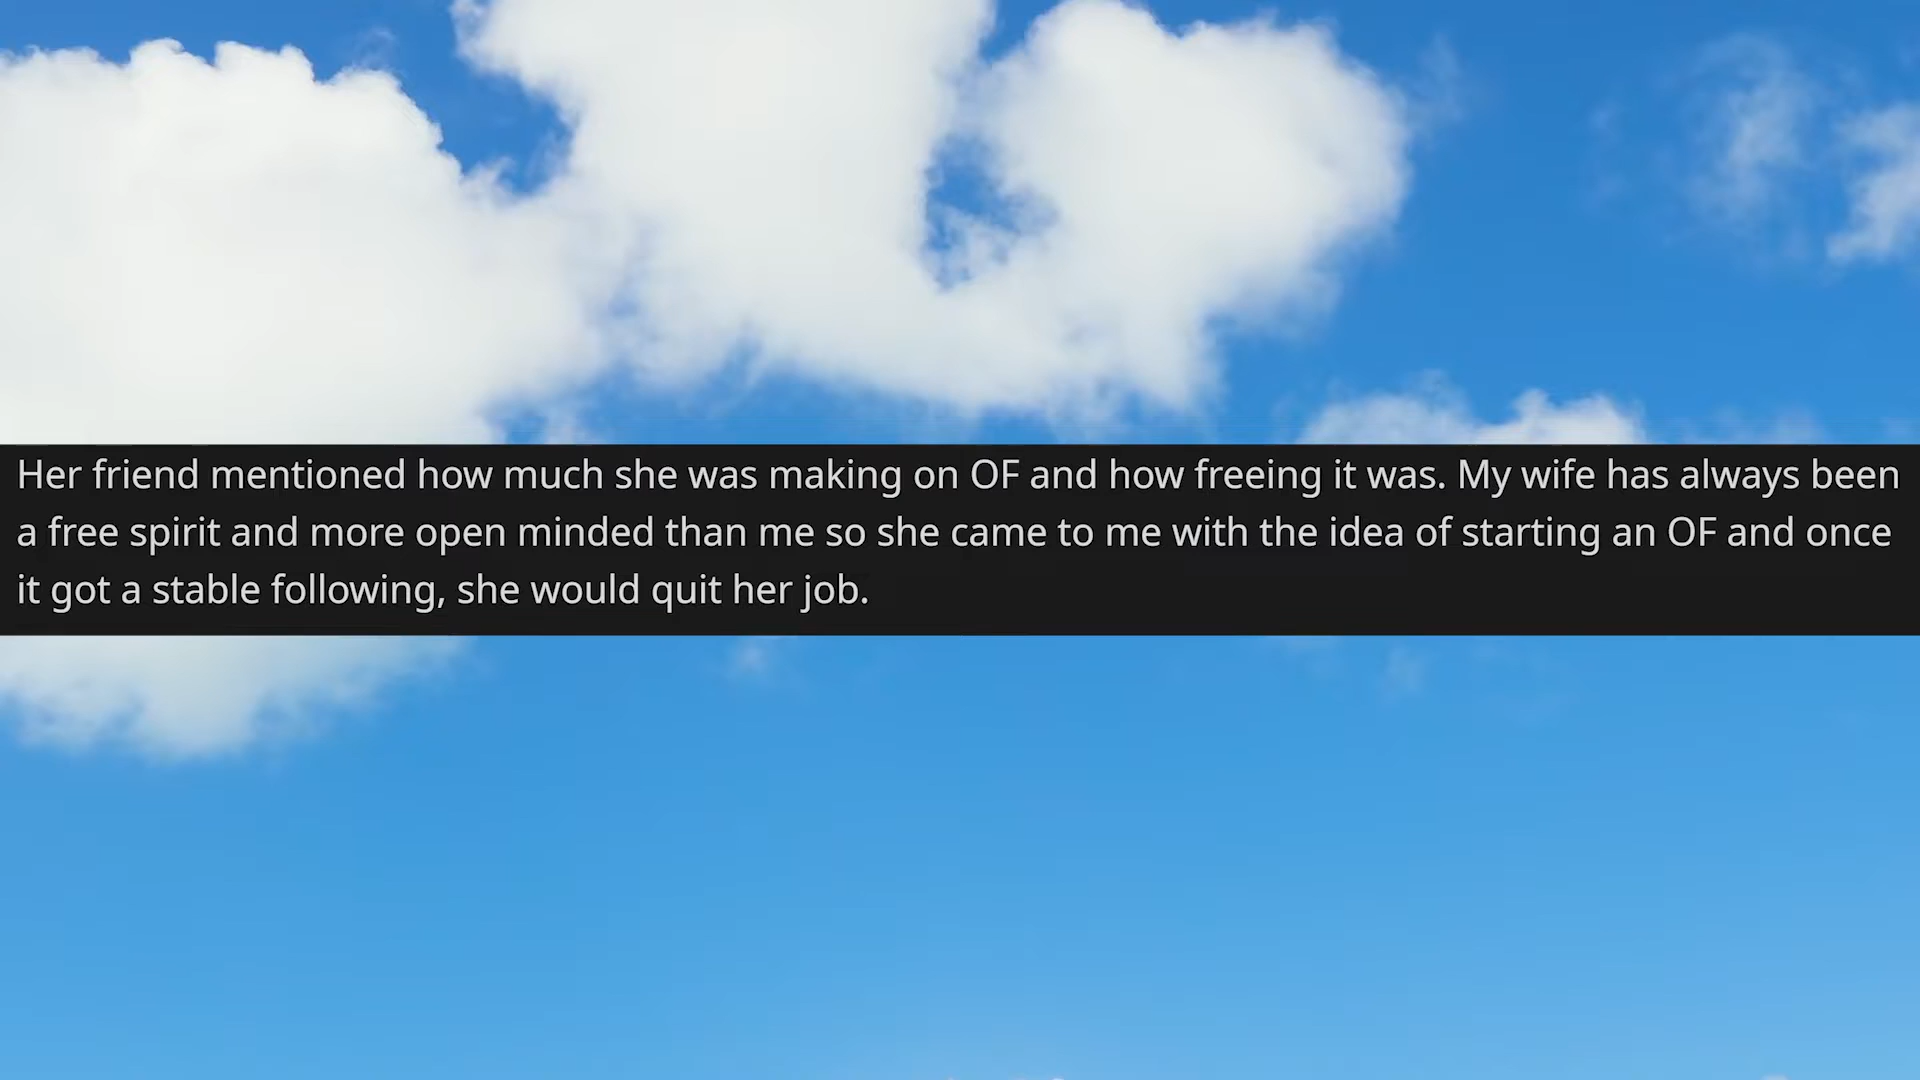 Her friend mentioned how much she was making on OF and how freeing it was. My wife has always been
a free spirit and more open minded than me so she came to me with the idea of starting an OF and once
it got a stable following, she would quit her job.